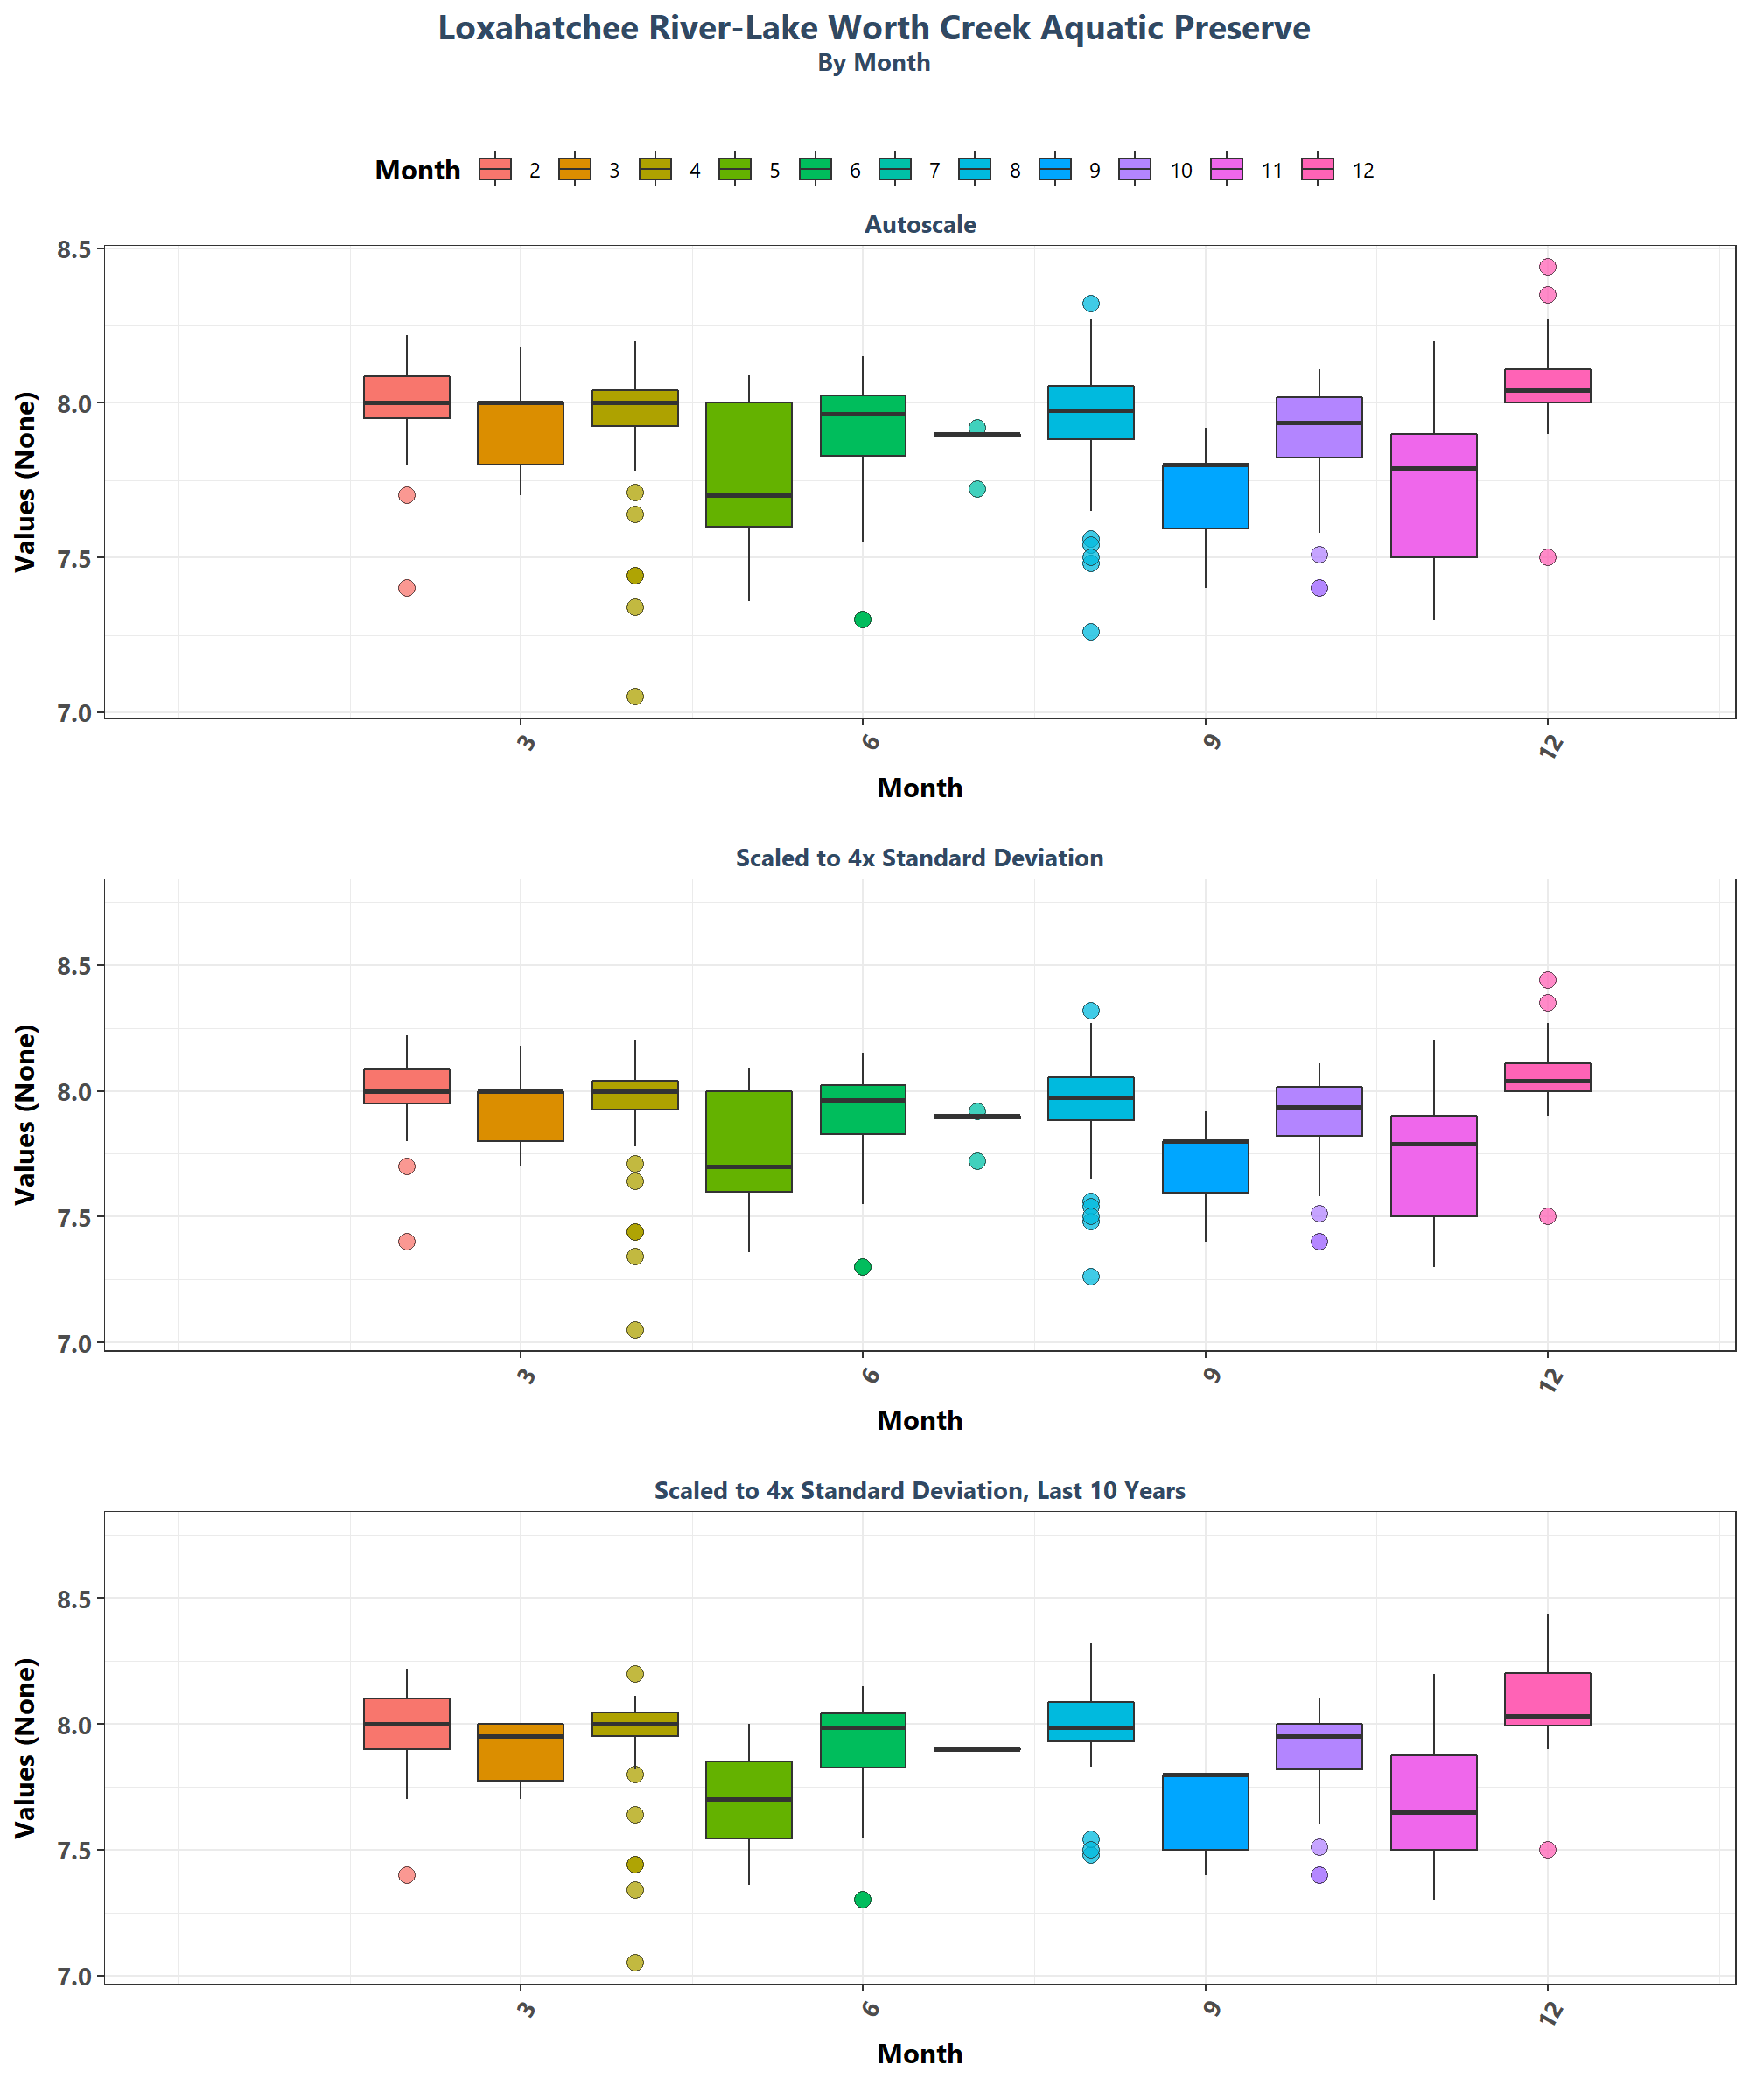 Loxahatchee River-Lake Worth Creek Aquatic Preserve
By Month
Month 2 3 4 5 6 7 8 9 10 11 12
Autoscale
Values (None)
8.5
8.0
7.5
7.0
3 6 9 12
Month
Scaled to 4x Standard Deviation
Values (None)
8.5
8.0
7.5
7.0
3 6 9 12
Month
Scaled to 4x Standard Deviation, Last 10 Years
Values (None)
8.5
8.0
7.5
7.0
3 6 9 12
Month